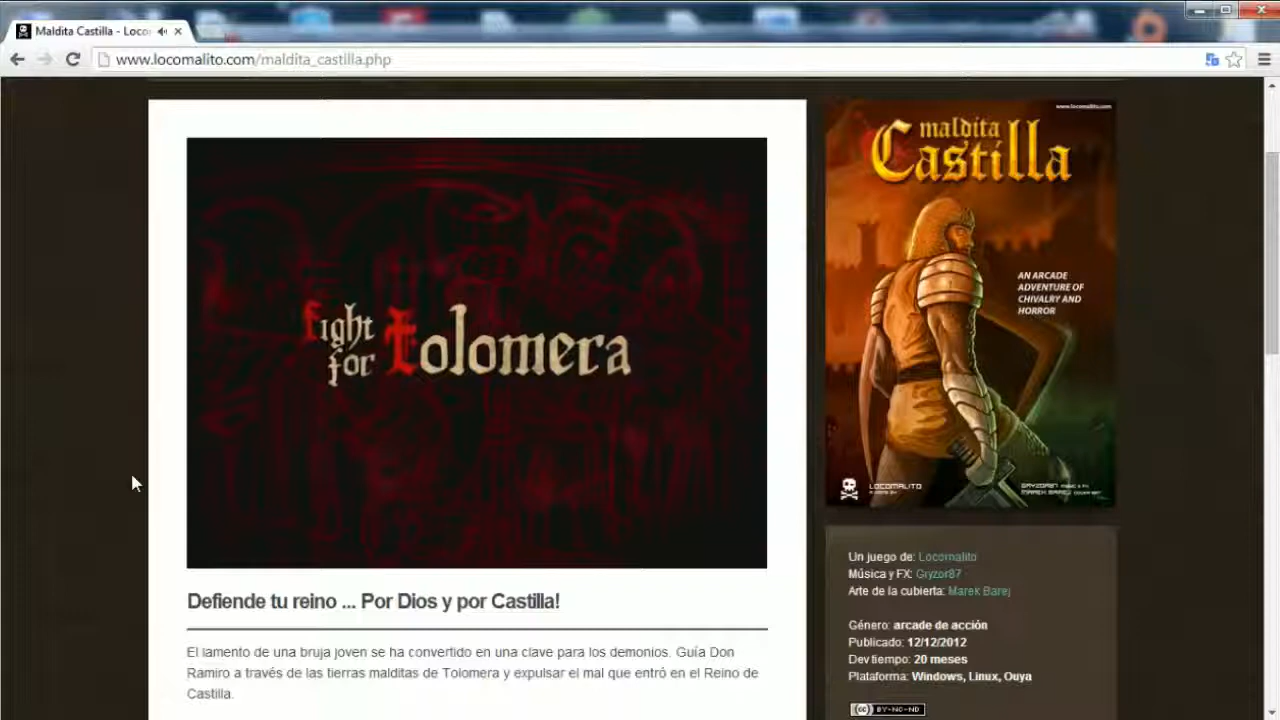 Maldita Castilla - Loco
www.locomalito.com/maldita_castilla.php
fight
for
tolomera
www.locomalito.com
maldita
Castilla
AN ARCADE
ADVENTURE OF
CHIVALRY AND
HORROR
LOCOMALITO
Defiende tu reino ... Por Dios y por Castilla!
El lamento de una bruja joven se ha convertido en una clave para los demonios. Guía Don
Ramiro a través de las tierras malditas de Tolomera y expulsar el mal que entró en el Reino de
Castilla.
Un juego de: Locomalito
Música y FX: Gryzor87
Arte de la cubierta: Marek Barej
Género: arcade de acción
Publicado: 12/12/2012
Dev tiempo: 20 meses
Plataforma: Windows, Linux, Ouya
cc BY-NC-ND